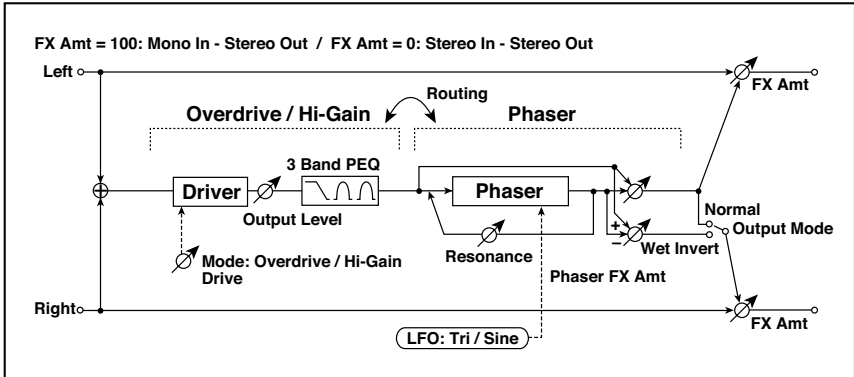 FX Amt = 100: Mono In - Stereo Out / FX Amt = 0: Stereo In - Stereo Out
Left
FX Amt
Routing
Overdrive / Hi-Gain
Phaser
3 Band PEQ
Driver
Phaser
Output Level
Normal
Output Mode
+
−
Wet Invert
Resonance
Mode: Overdrive / Hi-Gain
Drive
Phaser FX Amt
Right
FX Amt
LFO: Tri / Sine